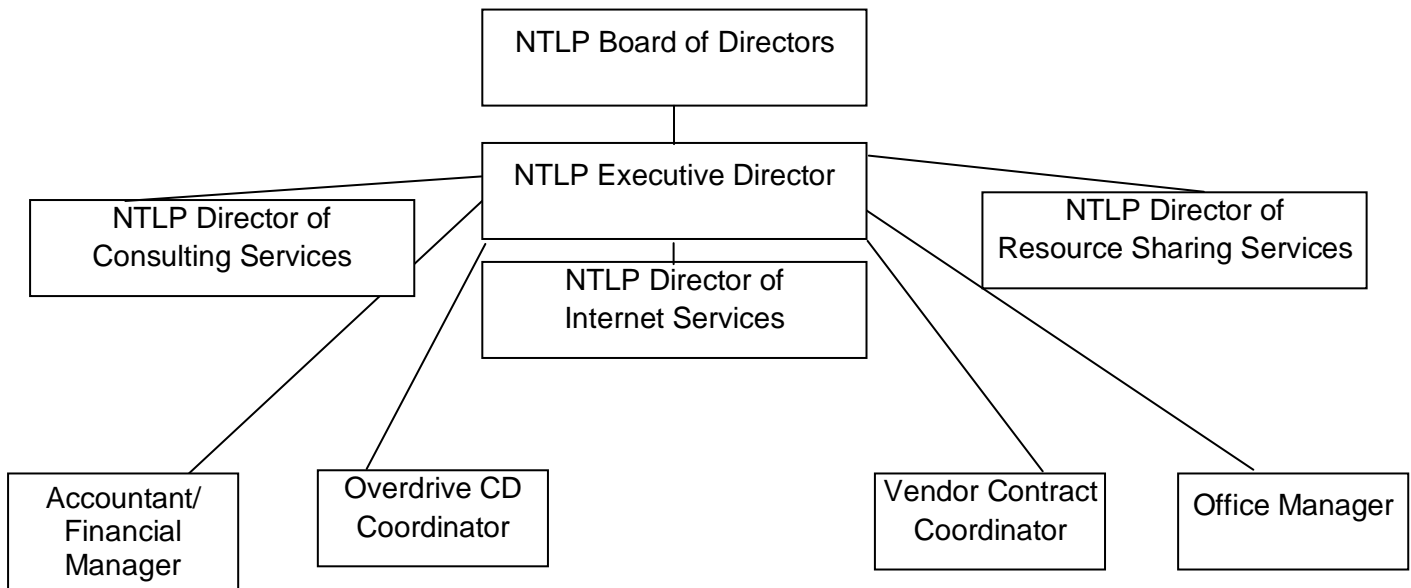 NTLP Board of Directors
NTLP Executive Director
NTLP Director of
Consulting Services
NTLP Director of
Internet Services
NTLP Director of
Resource Sharing Services
Accountant/
Financial
Manager
Overdrive CD
Coordinator
Vendor Contract
Coordinator
Office Manager